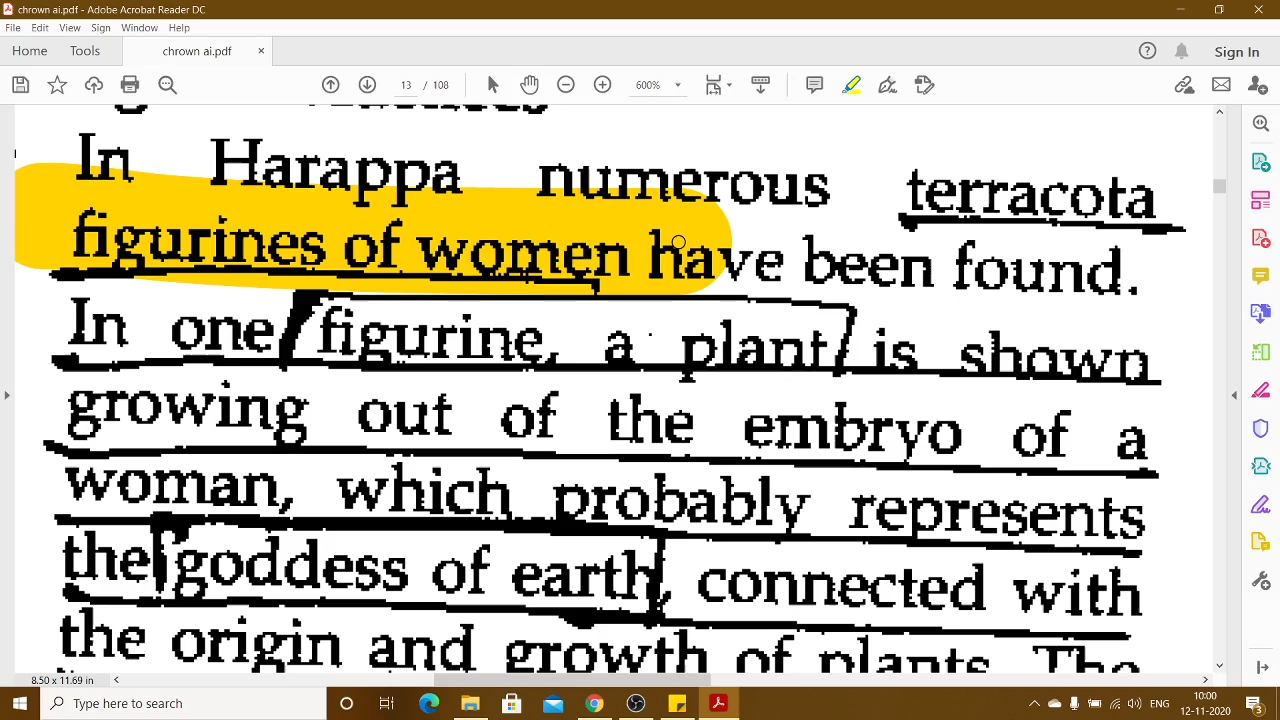 chrown ai.pdf - Adobe Acrobat Reader DC
File Edit View Sign Window Help
Home Tools chrown ai.pdf × Sign In
13 / 108 600%
In Harappa numerous terracota
figurines of women have been found.
In one figurine, a plant is shown
growing out of the embryo of a
woman, which probably represents
the goddess of earth, connected with
the origin and growth of plants. The
8.50 x 11.69 in
Type here to search
ENG
10:00
12-11-2020
3